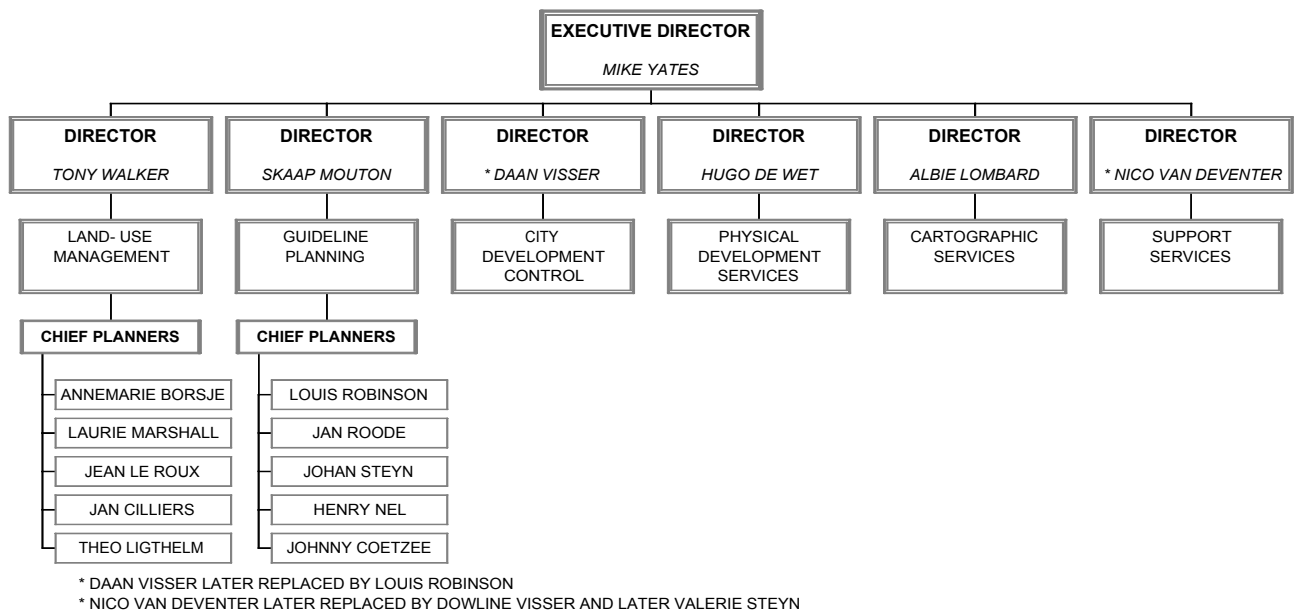 EXECUTIVE DIRECTOR
MIKE YATES
DIRECTOR
TONY WALKER
DIRECTOR
SKAAP MOUTON
DIRECTOR
* DAAN VISSER
DIRECTOR
HUGO DE WET
DIRECTOR
ALBIE LOMBARD
DIRECTOR
* NICO VAN DEVENTER
LAND- USE
MANAGEMENT
GUIDELINE
PLANNING
CITY
DEVELOPMENT
CONTROL
PHYSICAL
DEVELOPMENT
SERVICES
CARTOGRAPHIC
SERVICES
SUPPORT
SERVICES
CHIEF PLANNERS
ANNEMARIE BORSJE
LAURIE MARSHALL
JEAN LE ROUX
JAN CILLIERS
THEO LIGTHELM
CHIEF PLANNERS
LOUIS ROBINSON
JAN ROODE
JOHAN STEYN
HENRY NEL
JOHNNY COETZEE
* DAAN VISSER LATER REPLACED BY LOUIS ROBINSON
* NICO VAN DEVENTER LATER REPLACED BY DOWLINE VISSER AND LATER VALERIE STEYN